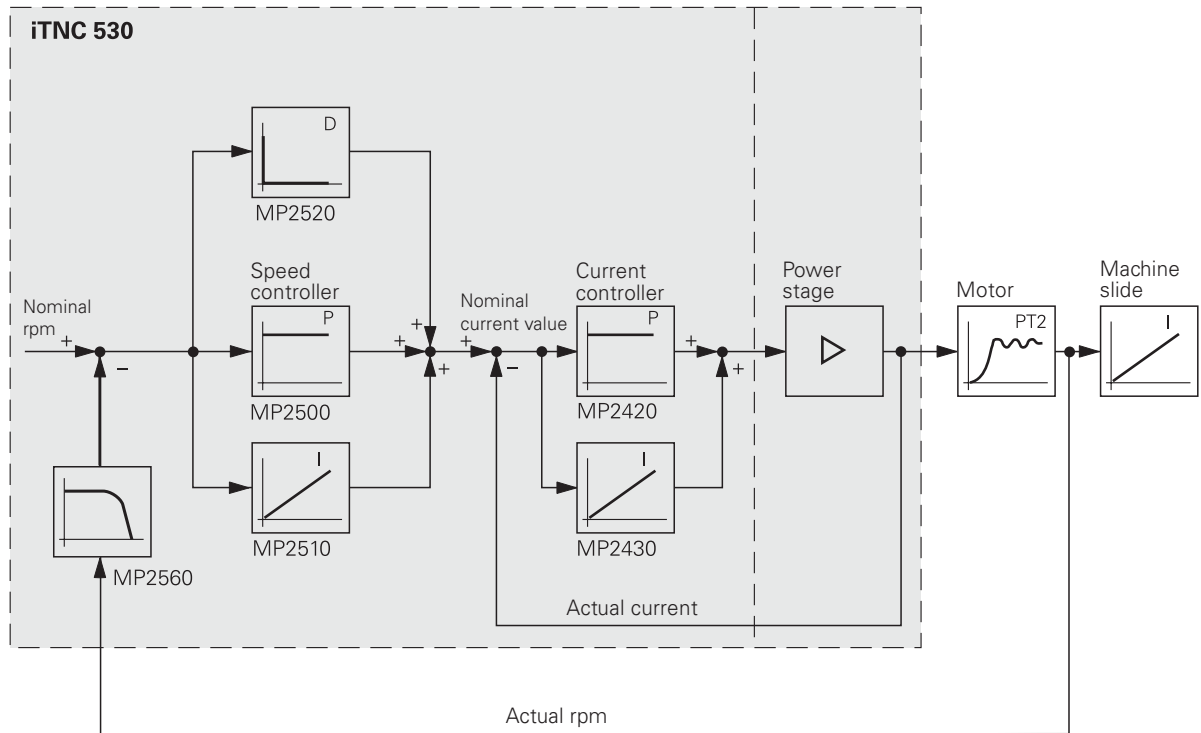 iTNC 530
D
MP2520
Speed
controller
P
MP2500
I
MP2510
Nominal
rpm
+
–
MP2560
+
+
+
Nominal
current value
+
–
Current
controller
P
MP2420
I
MP2430
+
+
Actual current
Power
stage
Motor
PT2
Machine
slide
I
Actual rpm